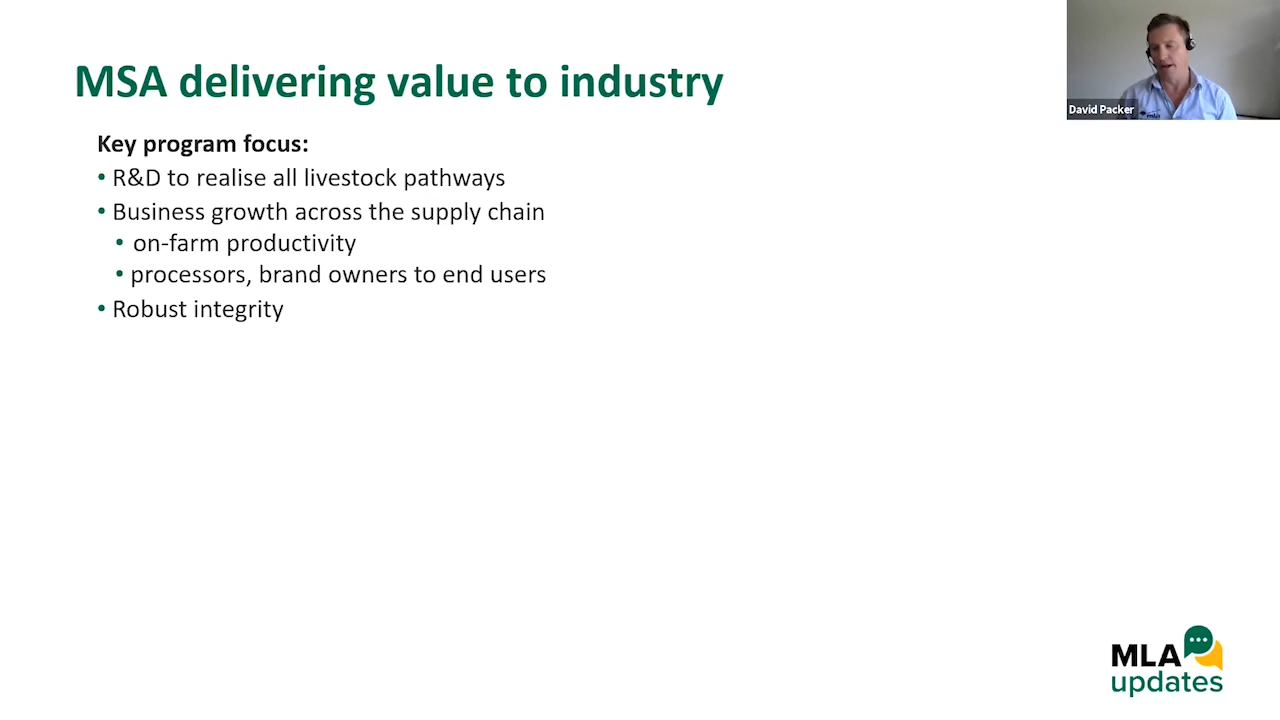 MSA delivering value to industry
David Packer
Key program focus:
• R&D to realise all livestock pathways
• Business growth across the supply chain
• on-farm productivity
• processors, brand owners to end users
• Robust integrity
mla
MLA
updates